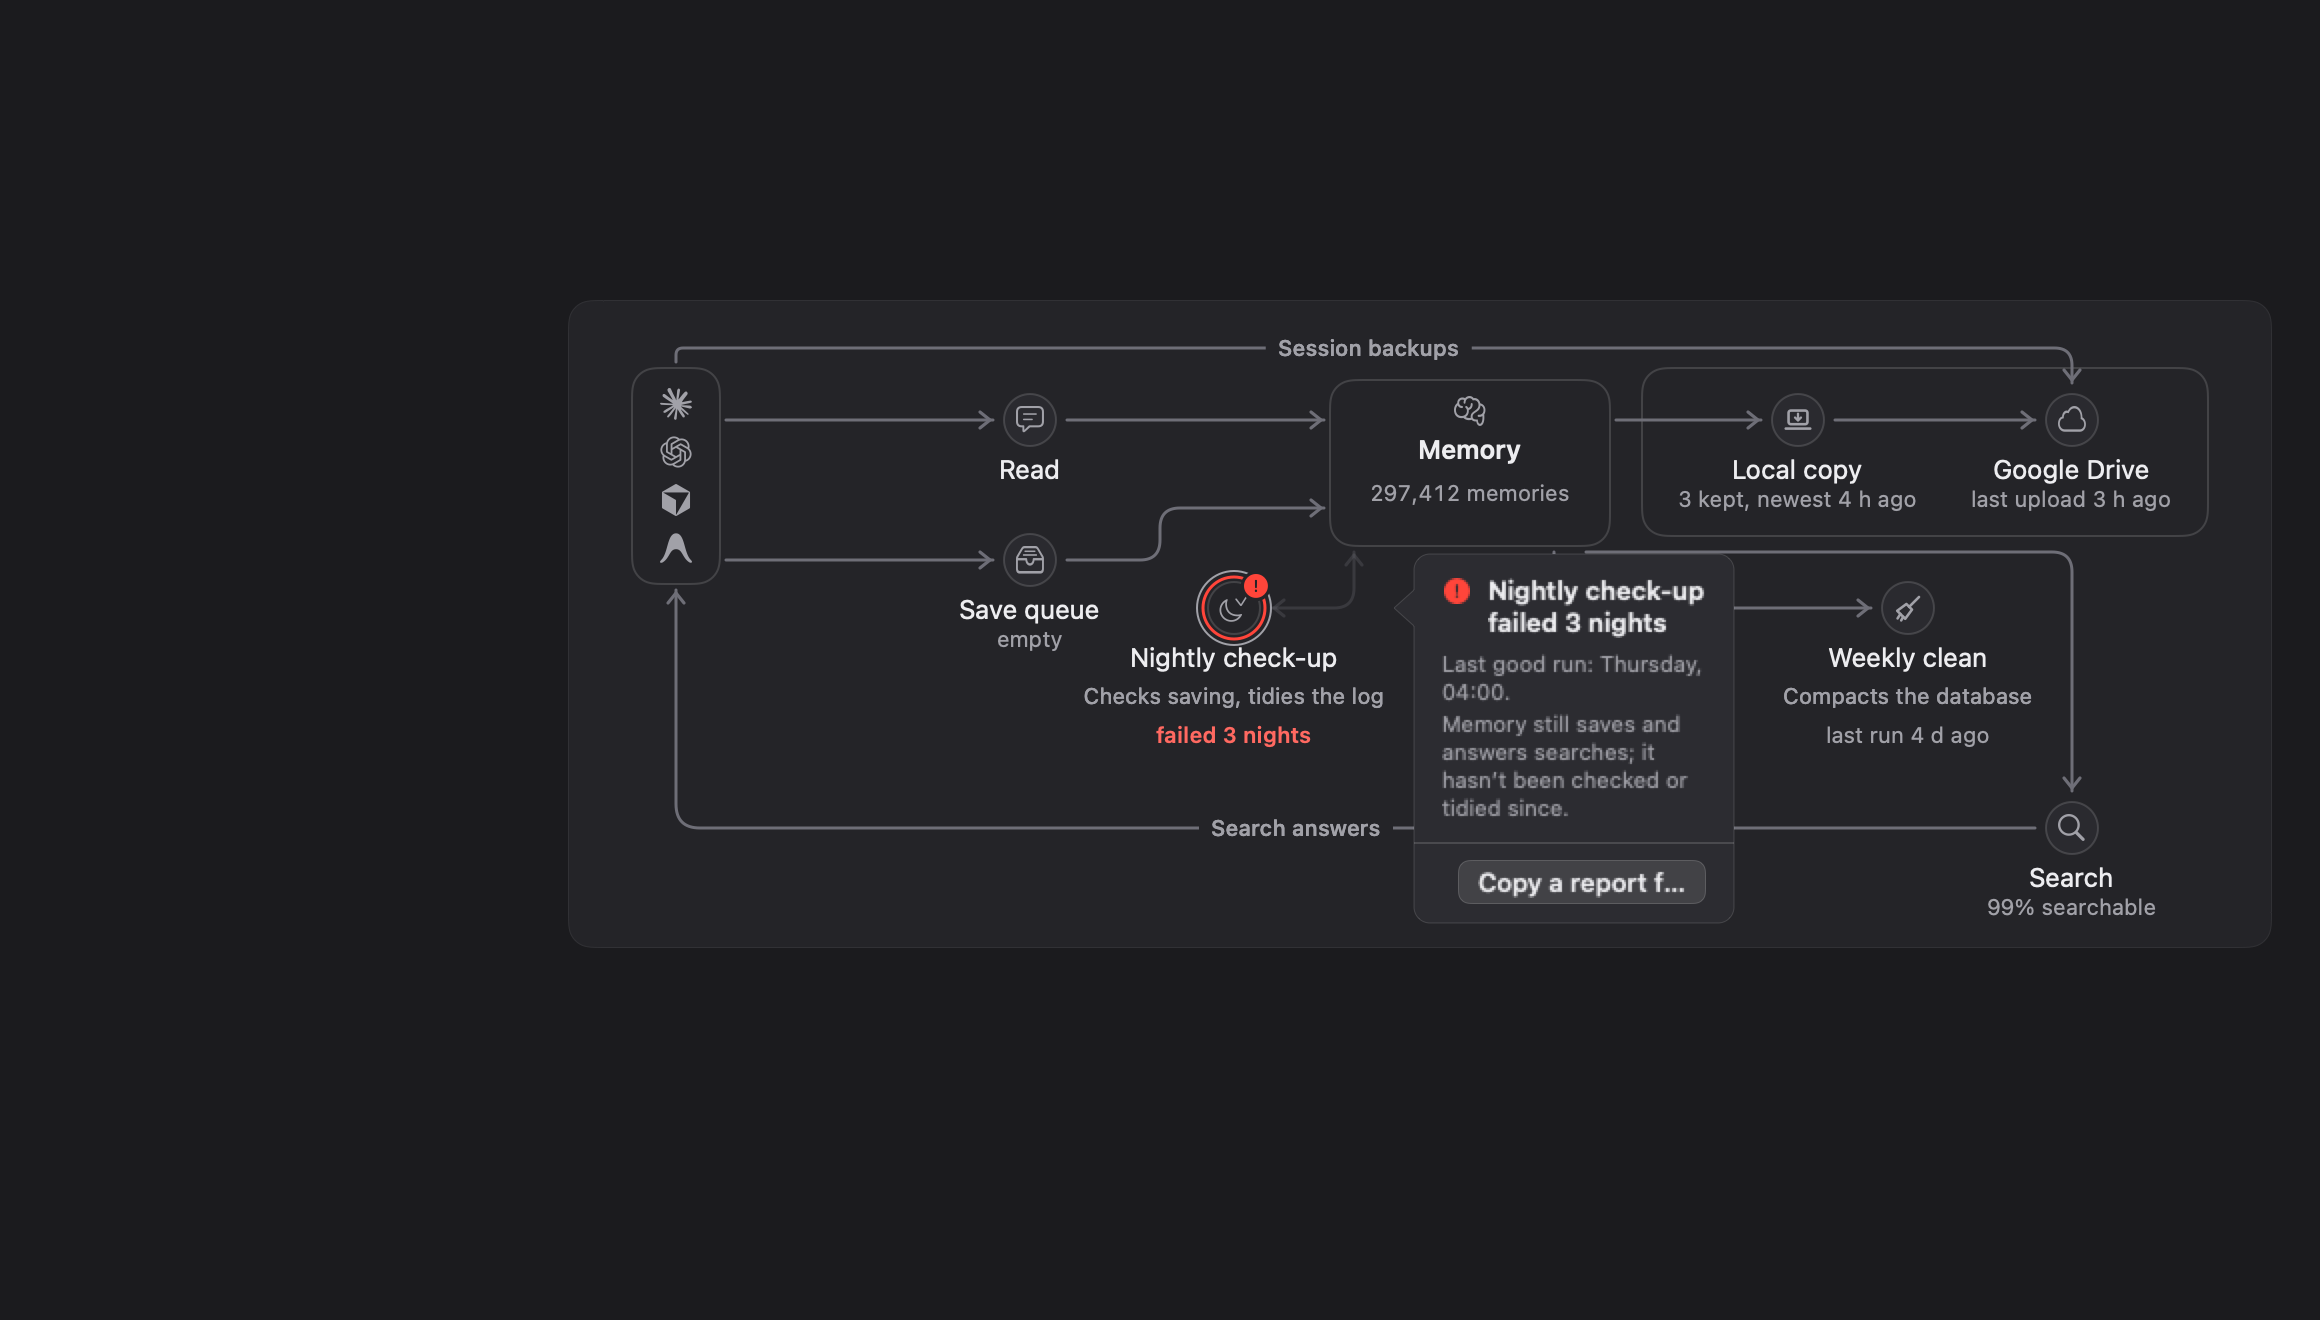 Session backups
Read
Memory
297,412 memories
Local copy
3 kept, newest 4 h ago
Google Drive
last upload 3 h ago
Save queue
empty
Nightly check-up
Checks saving, tidies the log
failed 3 nights
Nightly check-up
failed 3 nights
Last good run: Thursday,
04:00.
Memory still saves and
answers searches; it
hasn't been checked or
tidied since.
Copy a report f...
Weekly clean
Compacts the database
last run 4 d ago
Search answers
Search
99% searchable